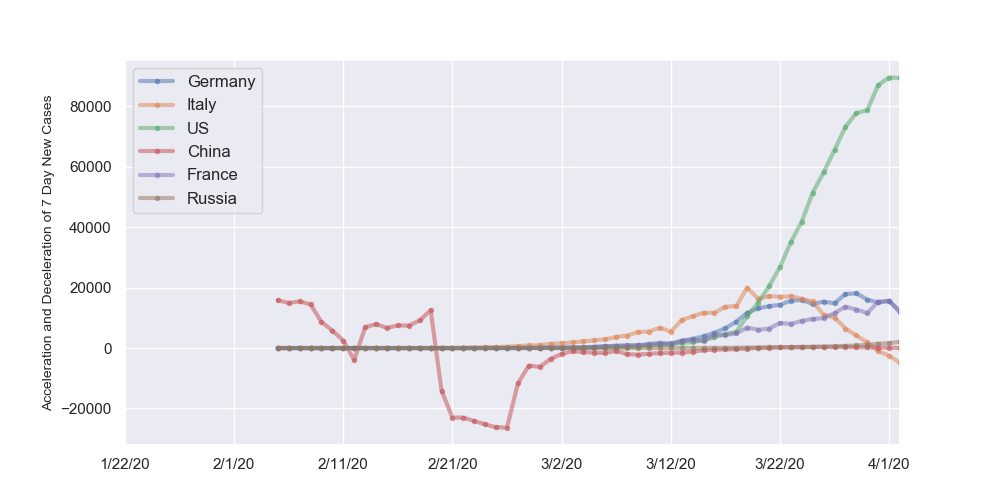 Germany
Italy
US
China
France
Russia
Acceleration and Deceleration of 7 Day New Cases
80000
60000
40000
20000
0
−20000
1/22/20 2/1/20 2/11/20 2/21/20 3/2/20 3/12/20 3/22/20 4/1/20